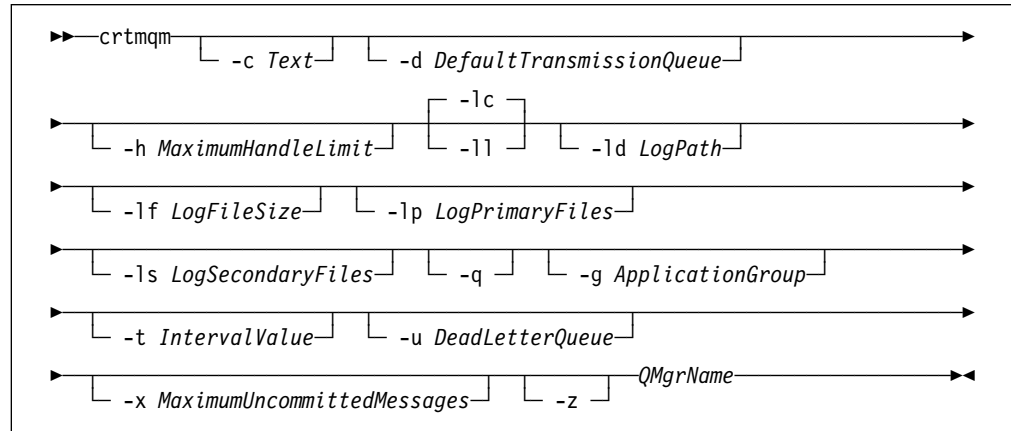 crtmqm
-c Text -d DefaultTransmissionQueue
-lc
-h MaximumHandleLimit -ll -ld LogPath
-lf LogFileSize -lp LogPrimaryFiles
-ls LogSecondaryFiles -q -g ApplicationGroup
-t IntervalValue -u DeadLetterQueue
QMgrName
-x MaximumUncommittedMessages -z